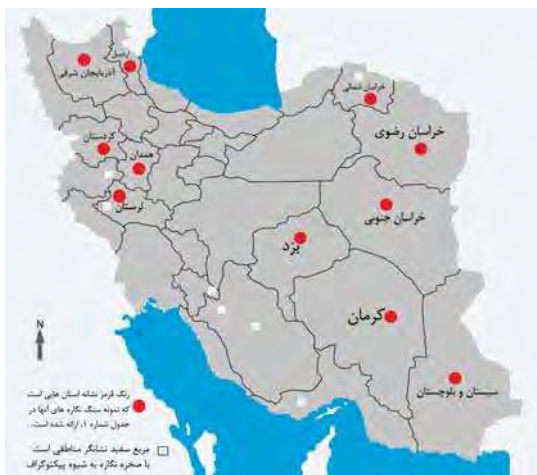 اردبیل
آذربایجان شرقی
خراسان شمالی
خراسان رضوی
کردستان
همدان
لرستان
خراسان جنوبی
یزد
کرمان
سیستان و بلوچستان
N
رنگ قرمز نشانه استان هایی است
که نمونه سنگ نگاره های آنها در
جدول شماره ۱، ارائه شده است.
مربع سفید نشانگر مناطقی است
با صخره نگاره به شیوه پیکتوگراف